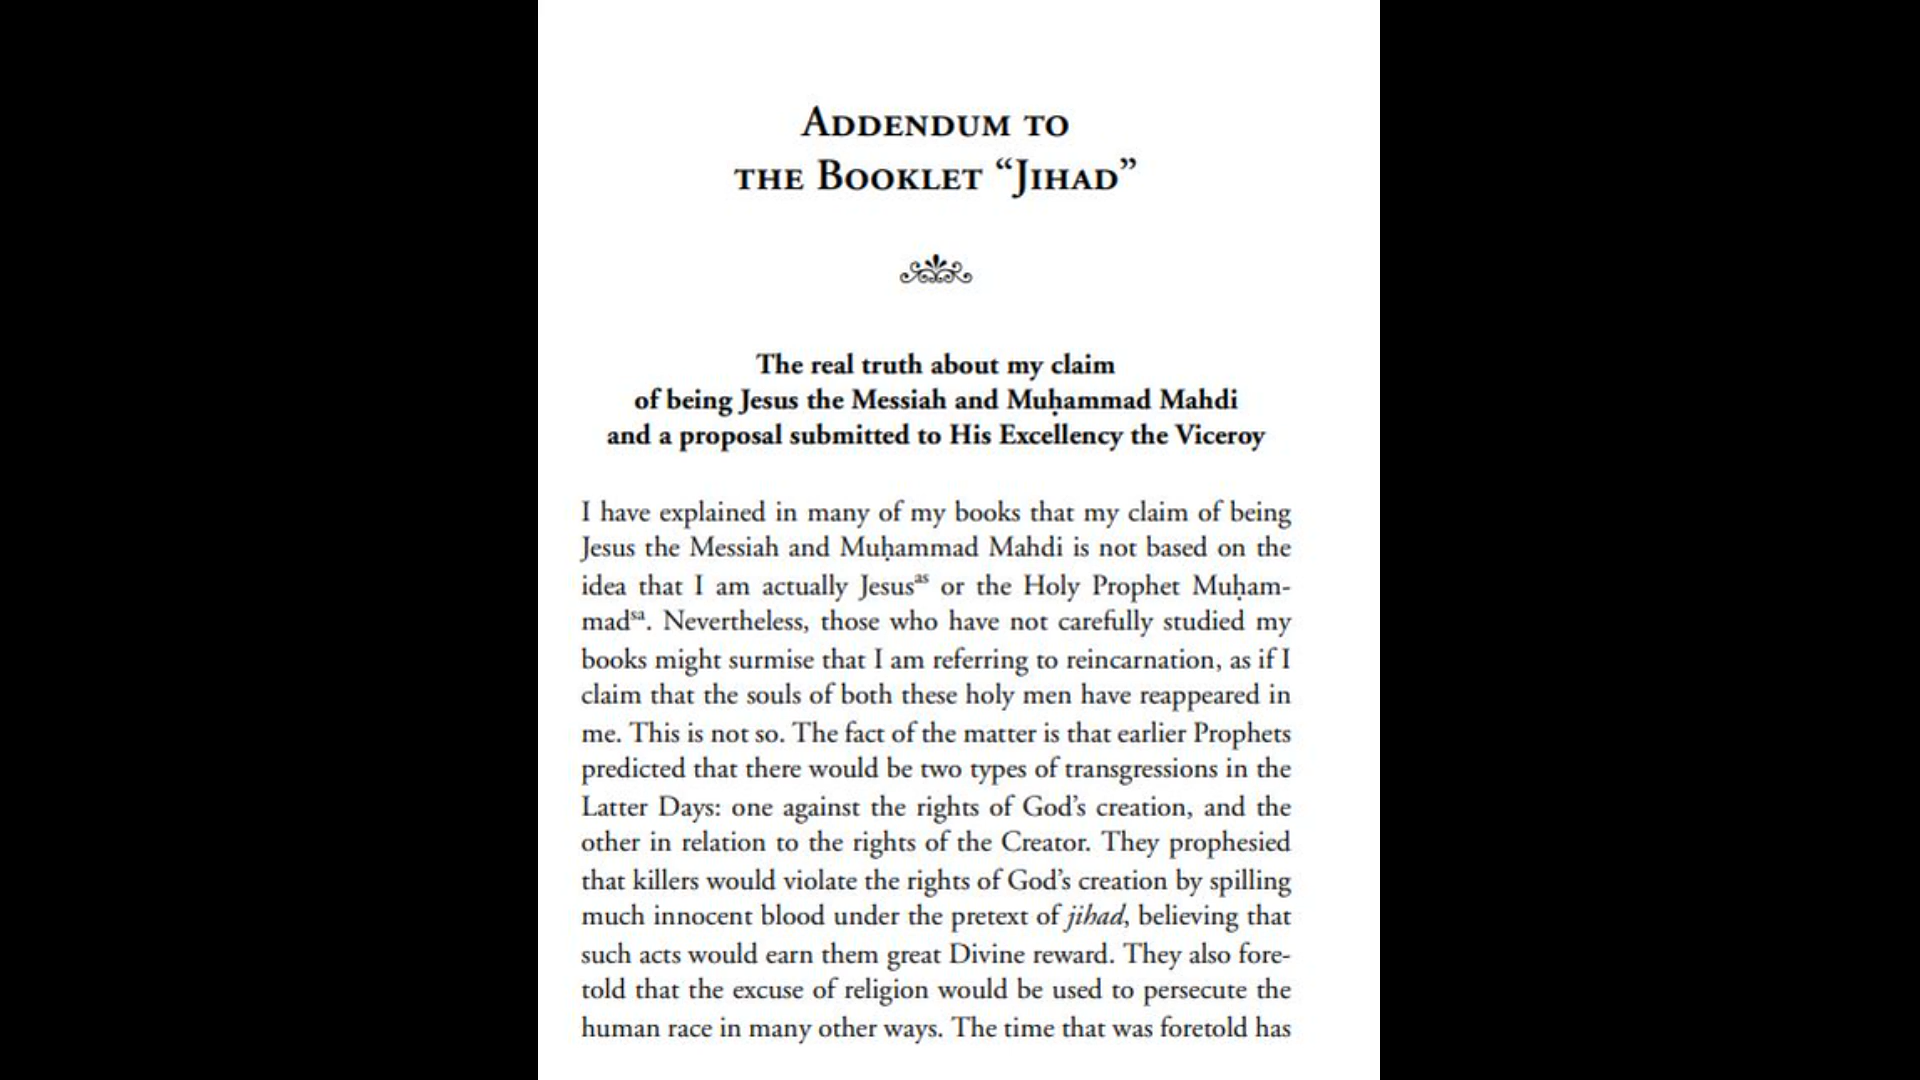 ADDENDUM TO
THE BOOKLET “JIHAD”
The real truth about my claim
of being Jesus the Messiah and Muḥammad Mahdi
and a proposal submitted to His Excellency the Viceroy
I have explained in many of my books that my claim of being
Jesus the Messiah and Muḥammad Mahdi is not based on the
idea that I am actually Jesusᵃˢ or the Holy Prophet Muḥam-
madˢᵃ. Nevertheless, those who have not carefully studied my
books might surmise that I am referring to reincarnation, as if I
claim that the souls of both these holy men have reappeared in
me. This is not so. The fact of the matter is that earlier Prophets
predicted that there would be two types of transgressions in the
Latter Days: one against the rights of God’s creation, and the
other in relation to the rights of the Creator. They prophesied
that killers would violate the rights of God’s creation by spilling
much innocent blood under the pretext of jihad, believing that
such acts would earn them great Divine reward. They also fore-
told that the excuse of religion would be used to persecute the
human race in many other ways. The time that was foretold has